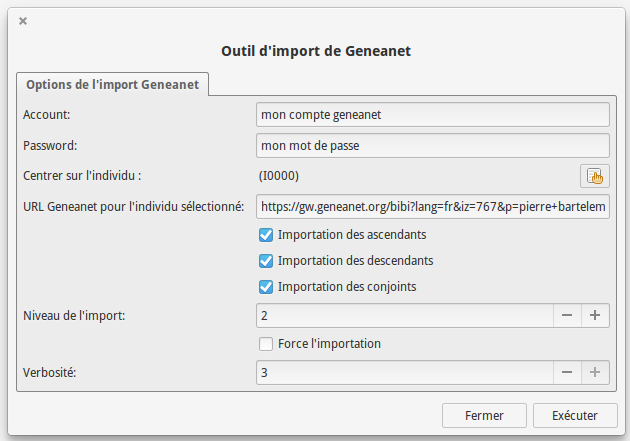 Outil d'import de Geneanet
Options de l'import Geneanet
Account: mon compte geneanet
Password: mon mot de passe
Centrer sur l'individu : (I0000)
URL Geneanet pour l'individu sélectionné: https://gw.geneanet.org/bibi?lang=fr&iz=767&p=pierre+bartelem
Importation des ascendants
Importation des descendants
Importation des conjoints
Niveau de l'import: 2
Force l'importation
Verbosité: 3
Fermer Exécuter